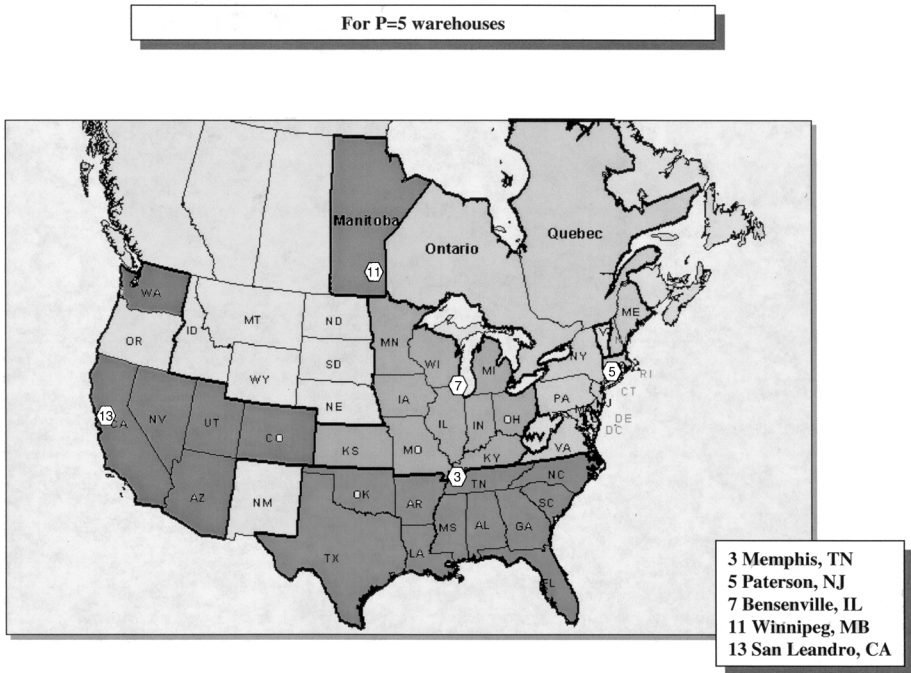 For P=5 warehouses
Manitoba
Ontario
Quebec
11
WA
MT
ND
MN
ME
ID
OR
WI
MI
NY
SD
WY
7
5
RI
IA
PA
CT
NE
NJ
13
CA
NV
UT
CO
IL
IN
OH
MD
DE
DC
WV
VA
KS
MO
KY
3
TN
NC
AZ
NM
OK
AR
SC
MS
AL
GA
TX
LA
FL
3 Memphis, TN
5 Paterson, NJ
7 Bensenville, IL
11 Winnipeg, MB
13 San Leandro, CA